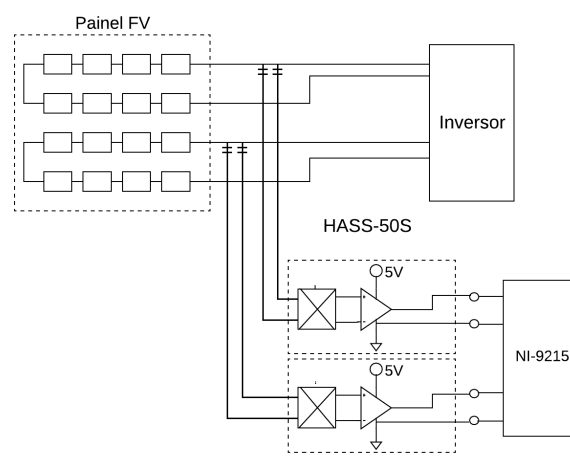 Painel FV
Inversor
HASS-50S
5V
+
-
NI-9215
5V
+
-